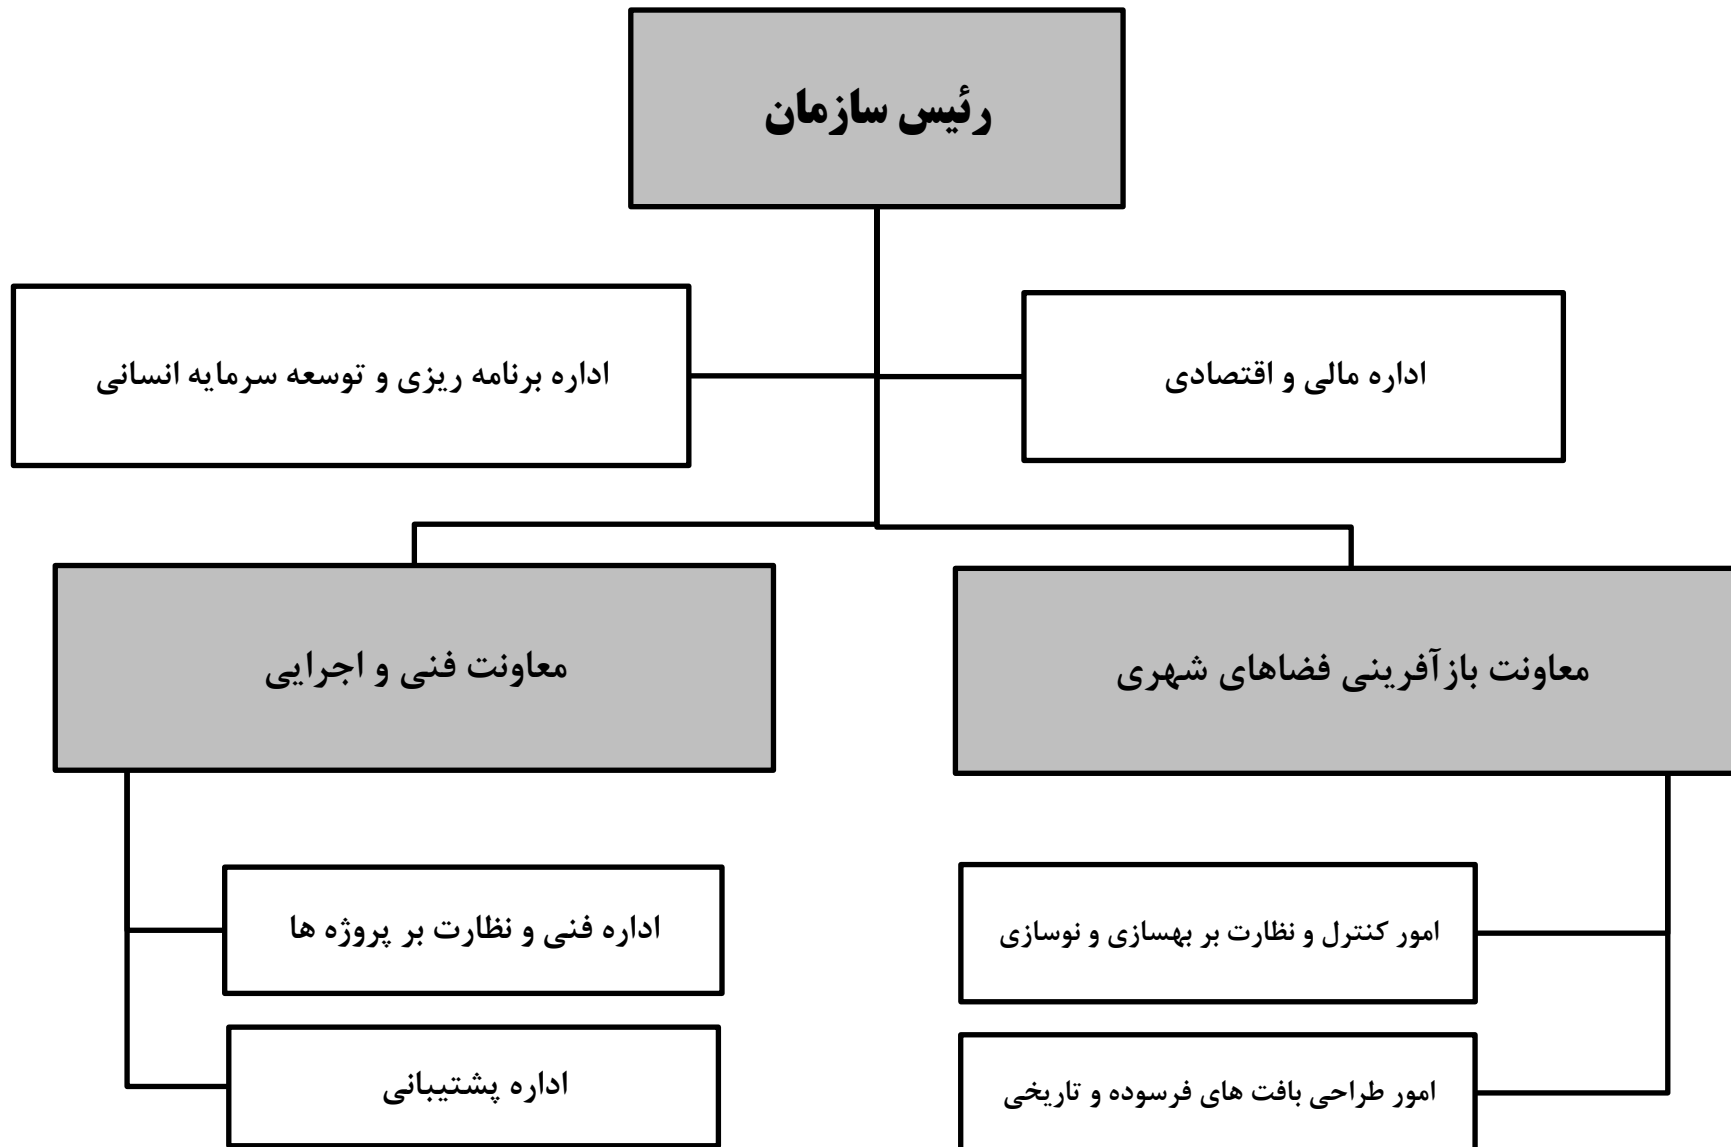 رئیس سازمان
اداره مالی و اقتصادی
اداره برنامه ریزی و توسعه سرمایه انسانی
معاونت بازآفرینی فضاهای شهری
معاونت فنی و اجرایی
امور کنترل و نظارت بر بهسازی و نوسازی
اداره فنی و نظارت بر پروژه ها
امور طراحی بافت های فرسوده و تاریخی
اداره پشتیبانی